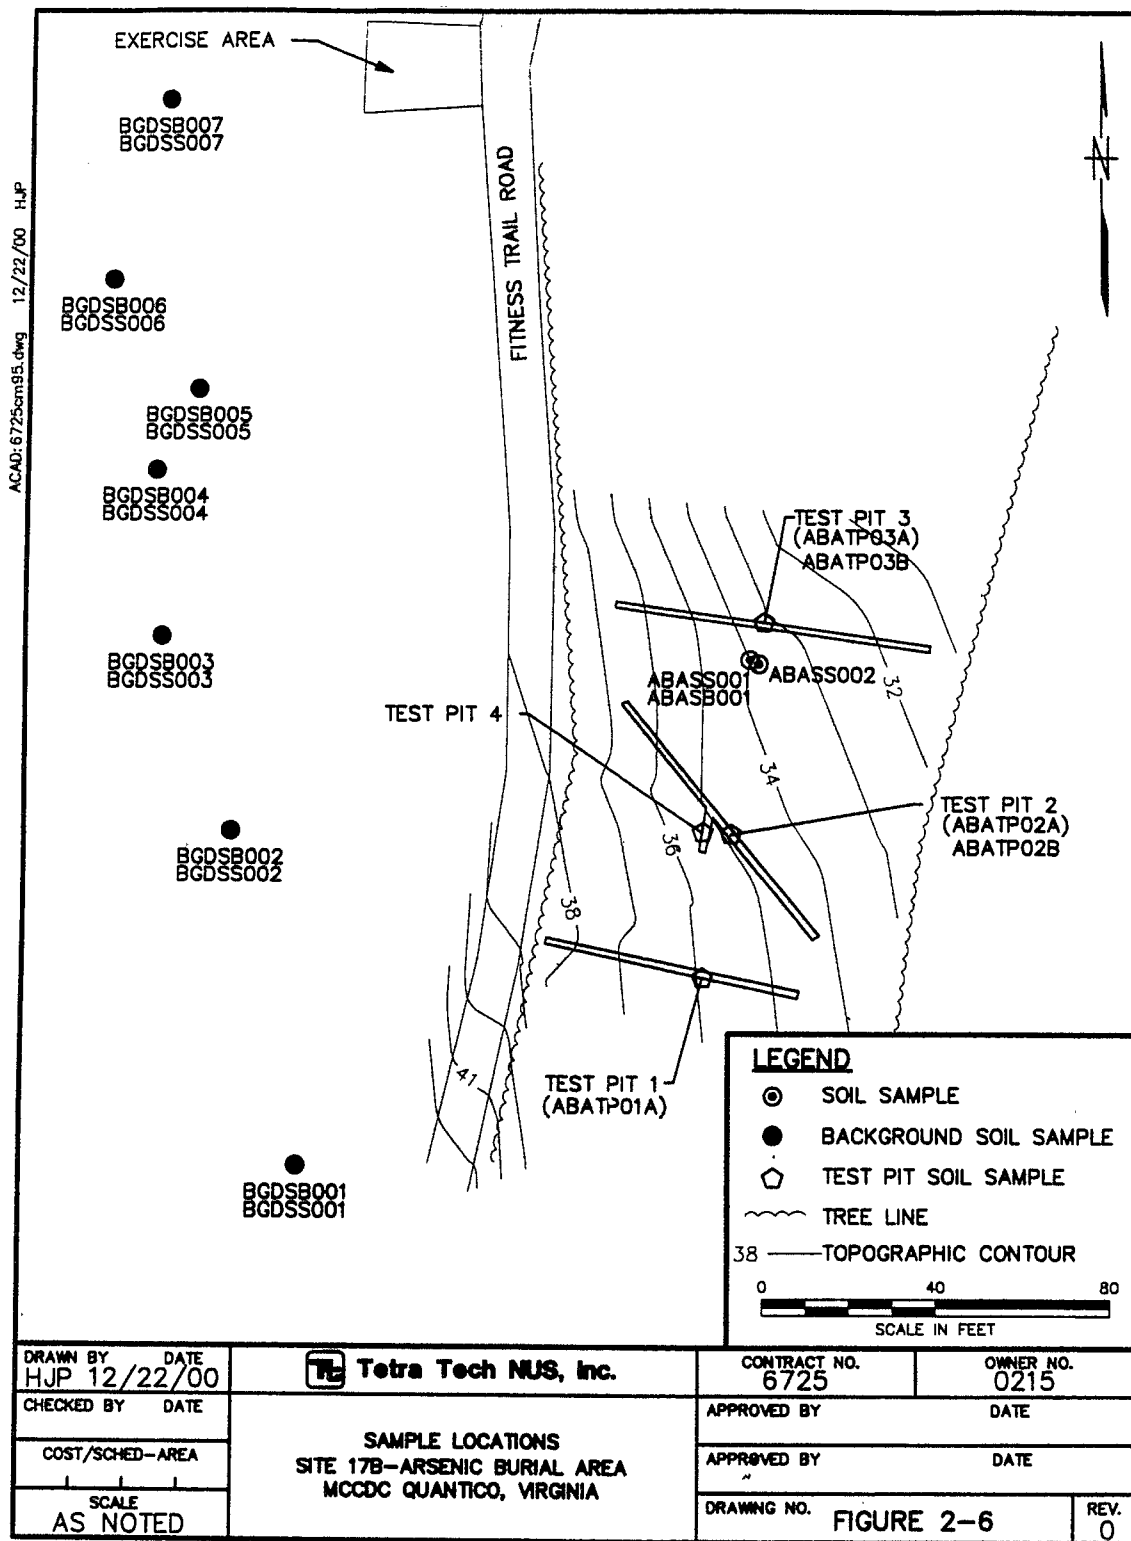 EXERCISE AREA
BGDSB007
BGDSS007
FITNESS TRAIL ROAD
N
ACAD:6725cm95.dwg 12/22/00 HJP
BGDSB006
BGDSS006
BGDSB005
BGDSS005
BGDSB004
BGDSS004
TEST PIT 3
(ABATP03A)
ABATP03B
BGDSB003
BGDSS003
ABASS001
ABASB001
ABASS002
32
TEST PIT 4
34
TEST PIT 2
(ABATP02A)
ABATP02B
36
BGDSB002
BGDSS002
38
41
TEST PIT 1
(ABATP01A)
BGDSB001
BGDSS001
LEGEND
SOIL SAMPLE
BACKGROUND SOIL SAMPLE
TEST PIT SOIL SAMPLE
TREE LINE
38 TOPOGRAPHIC CONTOUR
0 40 80
SCALE IN FEET
DRAWN BY DATE
HJP 12/22/00
CHECKED BY DATE
COST/SCHED-AREA
SCALE
AS NOTED
Tt Tetra Tech NUS, Inc.
SAMPLE LOCATIONS
SITE 17B-ARSENIC BURIAL AREA
MCCDC QUANTICO, VIRGINIA
CONTRACT NO.
6725
OWNER NO.
0215
APPROVED BY DATE
APPROVED BY DATE
DRAWING NO.
FIGURE 2-6
REV.
0